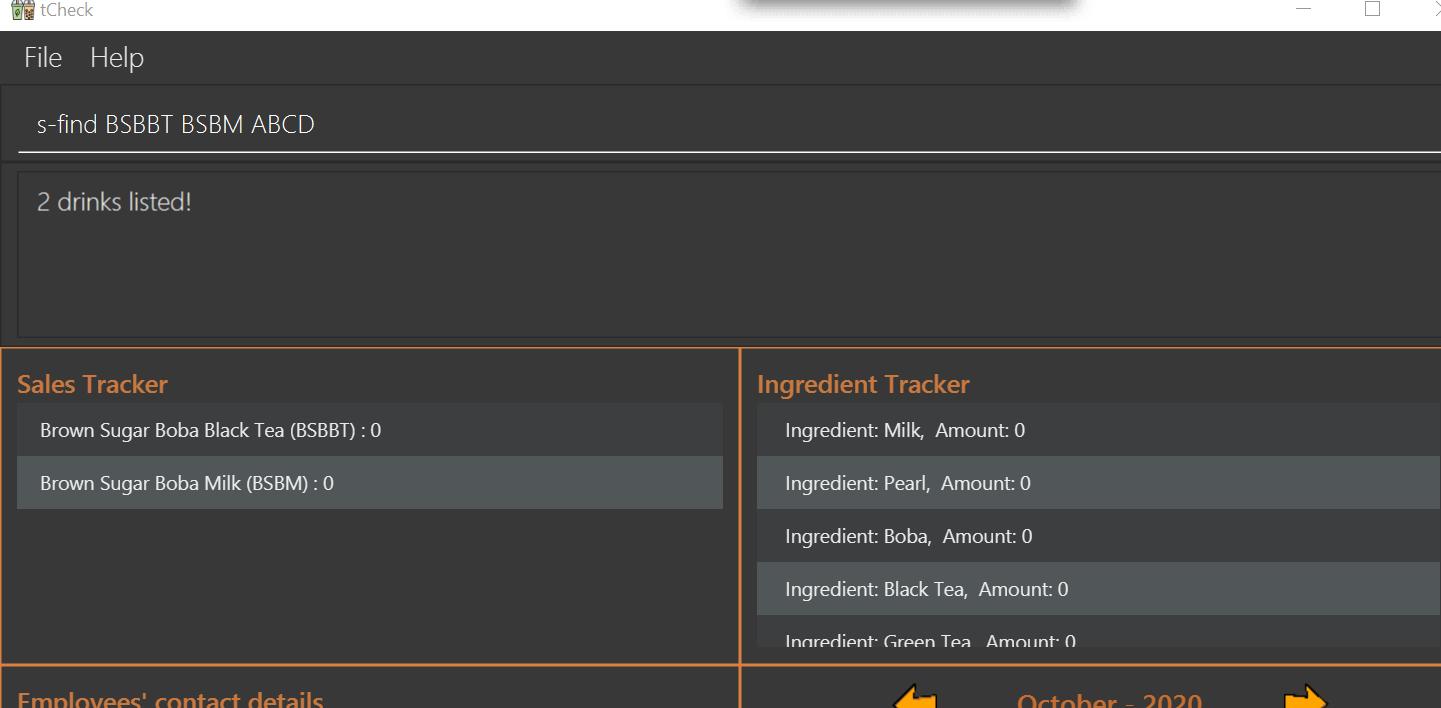 tCheck
File Help
s-find BSBBT BSBM ABCD
2 drinks listed!
Sales Tracker
Brown Sugar Boba Black Tea (BSBBT) : 0
Brown Sugar Boba Milk (BSBM) : 0
Ingredient Tracker
Ingredient: Milk, Amount: 0
Ingredient: Pearl, Amount: 0
Ingredient: Boba, Amount: 0
Ingredient: Black Tea, Amount: 0
Ingredient: Green Tea, Amount: 0
Employees' contact details
October - 2020